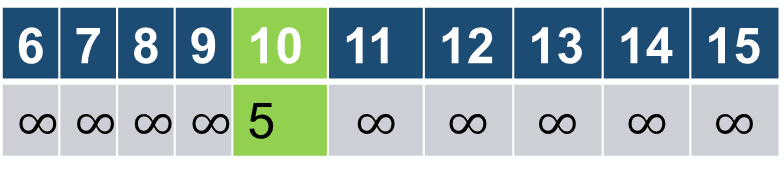 6 7 8 9 10 11 12 13 14 15
∞ ∞ ∞ ∞ 5 ∞ ∞ ∞ ∞ ∞